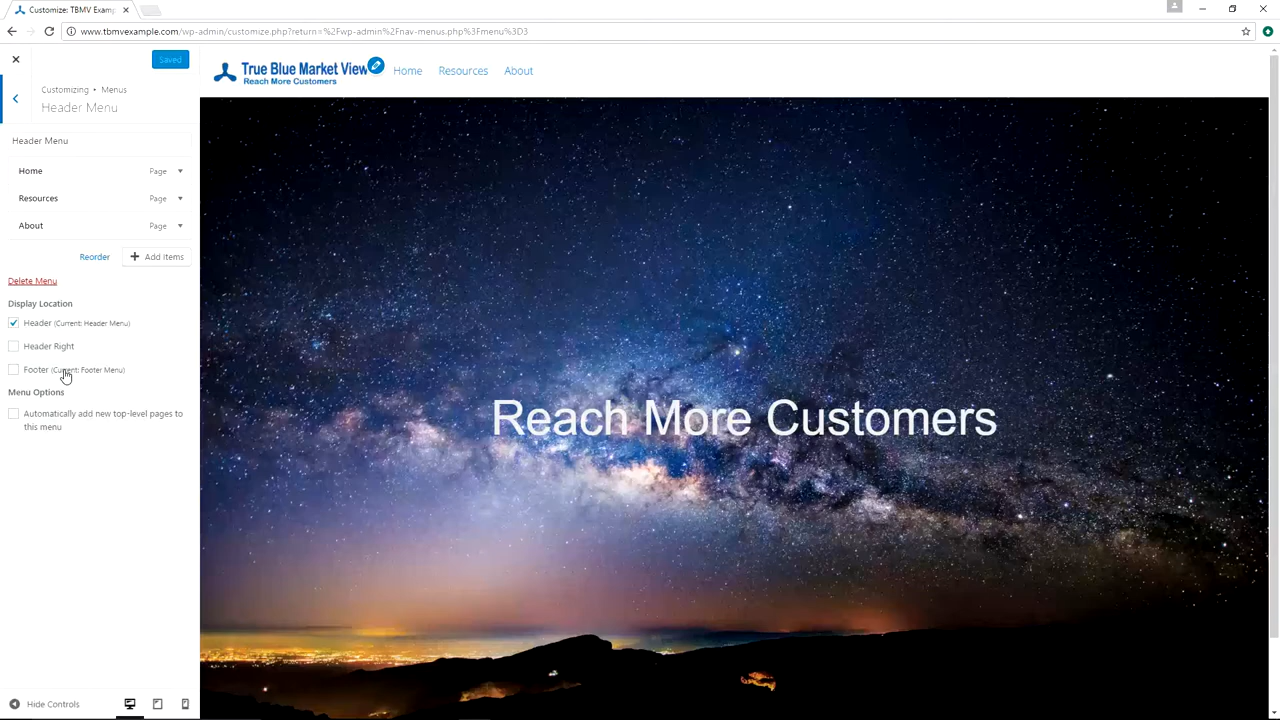 Customize: TBMV Exam
www.tbmvexample.com/wp-admin/customize.php?return=%2Fwp-admin%2Fnav-menus.php%3Fmenu%3D3
Saved
Customizing • Menus
Header Menu
True Blue Market View
Reach More Customers
Home Resources About
Header Menu
Home Page
Resources Page
About Page
Reorder + Add Items
Delete Menu
Display Location
Header (Current: Header Menu)
Header Right
Footer (Current: Footer Menu)
Menu Options
Automatically add new top-level pages to
this menu
Reach More Customers
Hide Controls